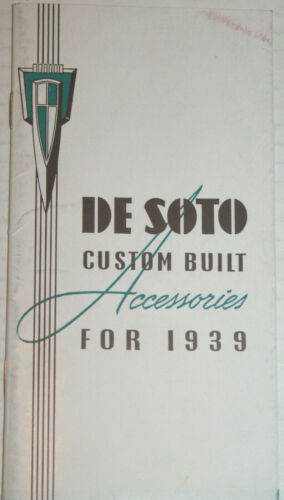 DE SOTO
CUSTOM BUILT
Accessories
FOR 1939